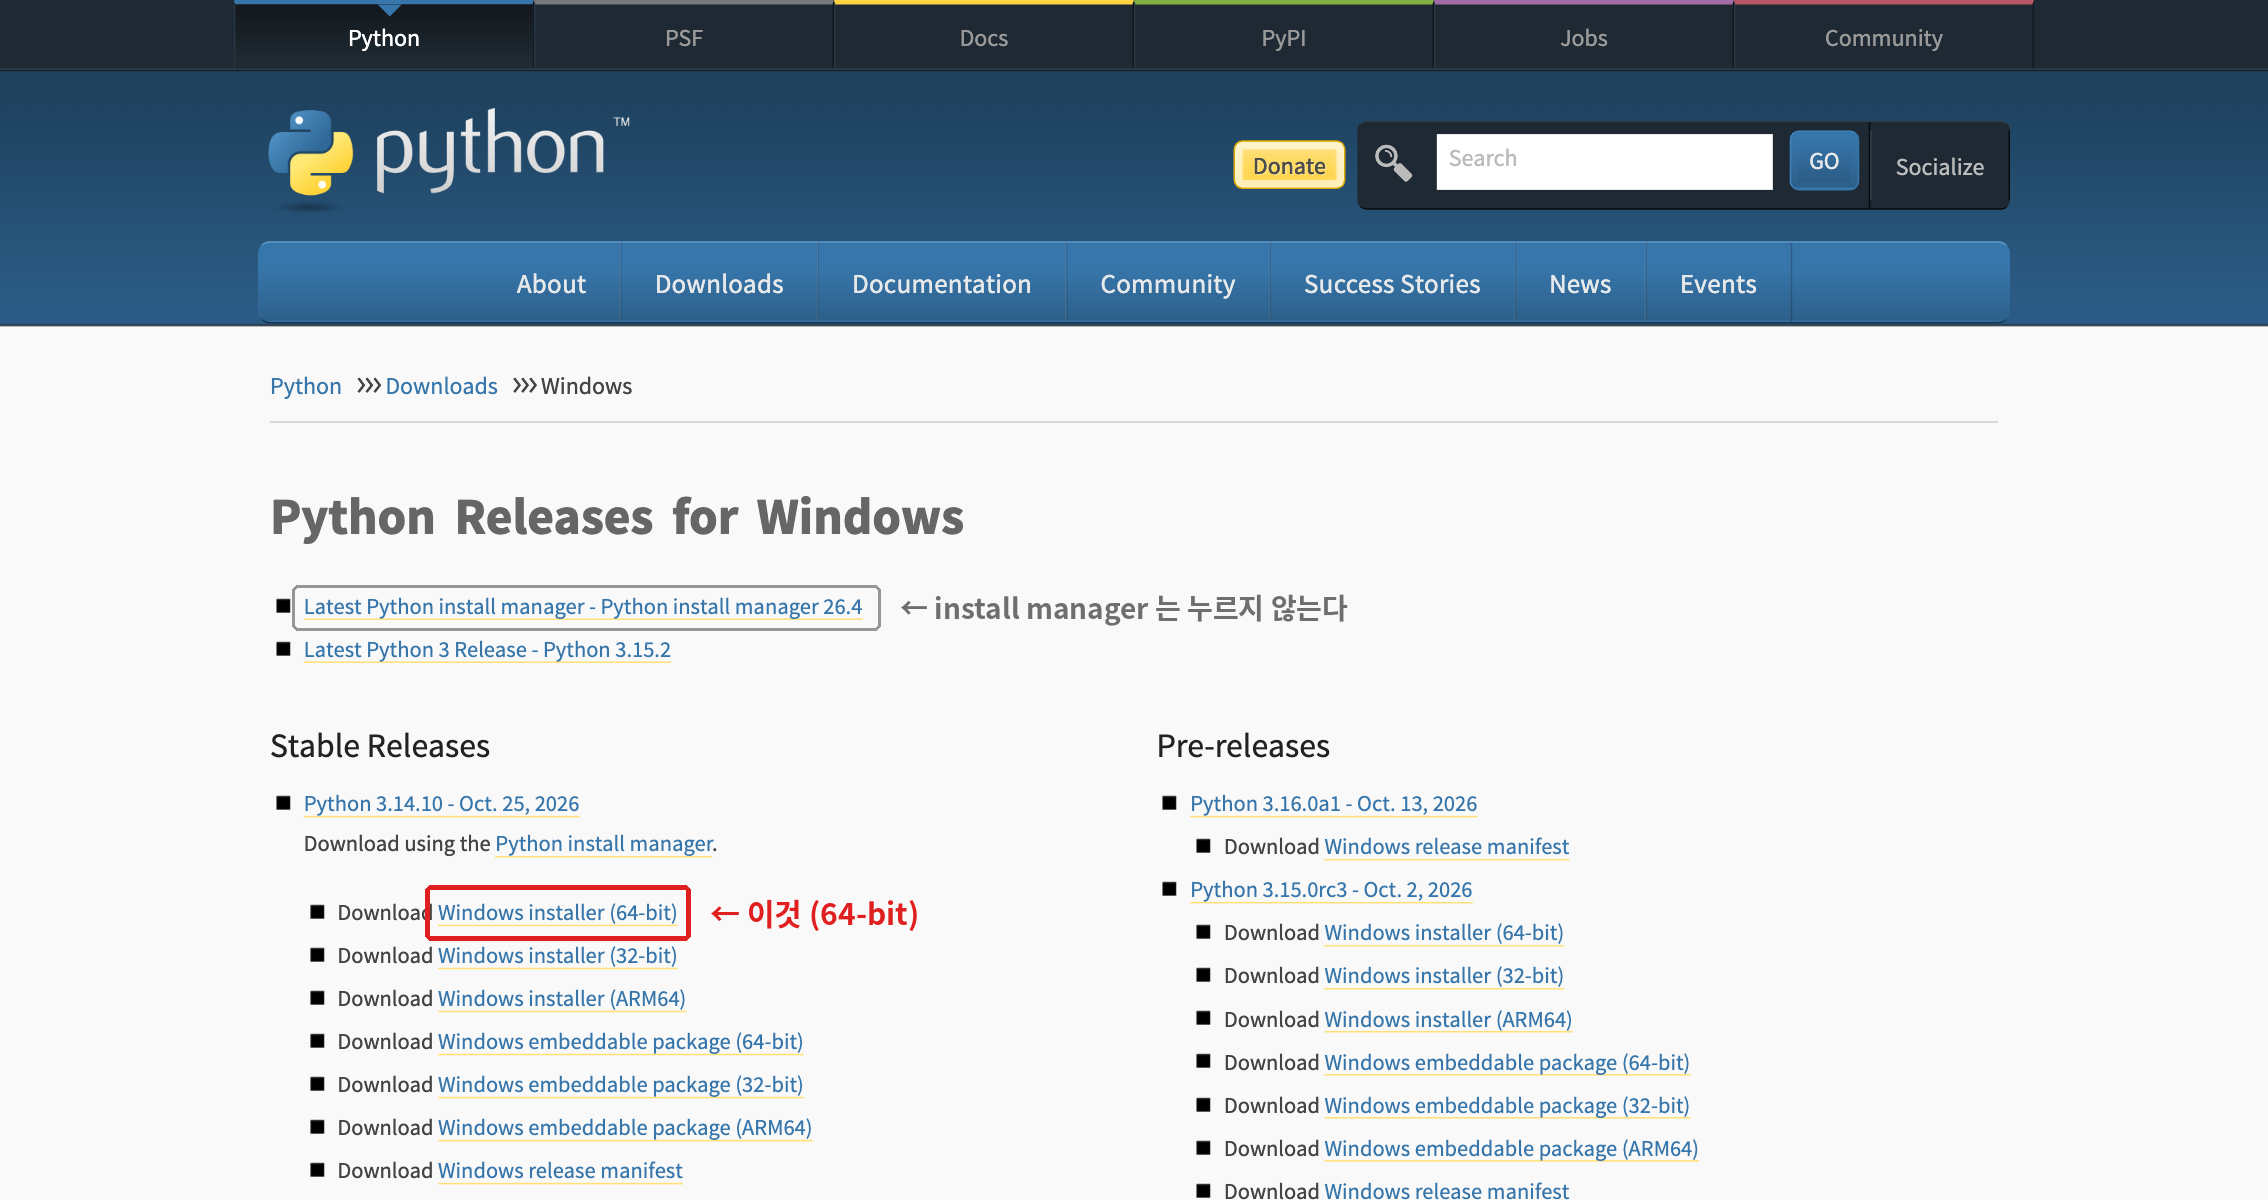 Python
PSF
Docs
PyPI
Jobs
Community
python™
Donate
Search
GO
Socialize
About
Downloads
Documentation
Community
Success Stories
News
Events
Python >>> Downloads >>> Windows
Python Releases for Windows
Latest Python install manager - Python install manager 26.4
← install manager 는 누르지 않는다
Latest Python 3 Release - Python 3.15.2
Stable Releases
Python 3.14.10 - Oct. 25, 2026
Download using the Python install manager.
Download Windows installer (64-bit)
← 이것 (64-bit)
Download Windows installer (32-bit)
Download Windows installer (ARM64)
Download Windows embeddable package (64-bit)
Download Windows embeddable package (32-bit)
Download Windows embeddable package (ARM64)
Download Windows release manifest
Pre-releases
Python 3.16.0a1 - Oct. 13, 2026
Download Windows release manifest
Python 3.15.0rc3 - Oct. 2, 2026
Download Windows installer (64-bit)
Download Windows installer (32-bit)
Download Windows installer (ARM64)
Download Windows embeddable package (64-bit)
Download Windows embeddable package (32-bit)
Download Windows embeddable package (ARM64)
Download Windows release manifest